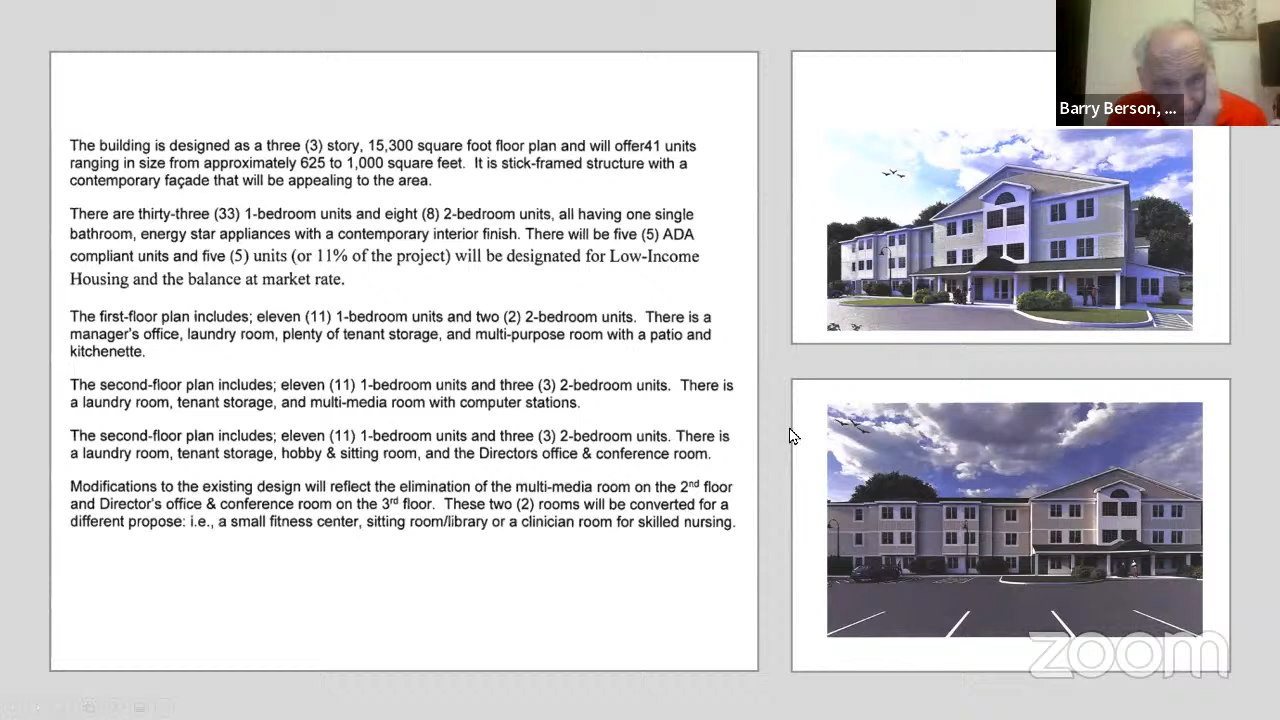 The building is designed as a three (3) story, 15,300 square foot floor plan and will offer41 units
ranging in size from approximately 625 to 1,000 square feet. It is stick-framed structure with a
contemporary façade that will be appealing to the area.
There are thirty-three (33) 1-bedroom units and eight (8) 2-bedroom units, all having one single
bathroom, energy star appliances with a contemporary interior finish. There will be five (5) ADA
compliant units and five (5) units (or 11% of the project) will be designated for Low-Income
Housing and the balance at market rate.
The first-floor plan includes; eleven (11) 1-bedroom units and two (2) 2-bedroom units. There is a
manager's office, laundry room, plenty of tenant storage, and multi-purpose room with a patio and
kitchenette.
The second-floor plan includes; eleven (11) 1-bedroom units and three (3) 2-bedroom units. There is
a laundry room, tenant storage, and multi-media room with computer stations.
The second-floor plan includes; eleven (11) 1-bedroom units and three (3) 2-bedroom units. There is
a laundry room, tenant storage, hobby & sitting room, and the Directors office & conference room.
Modifications to the existing design will reflect the elimination of the multi-media room on the 2nd floor
and Director's office & conference room on the 3rd floor. These two (2) rooms will be converted for a
different propose: i.e., a small fitness center, sitting room/library or a clinician room for skilled nursing.
Barry Berson, ...
zoom